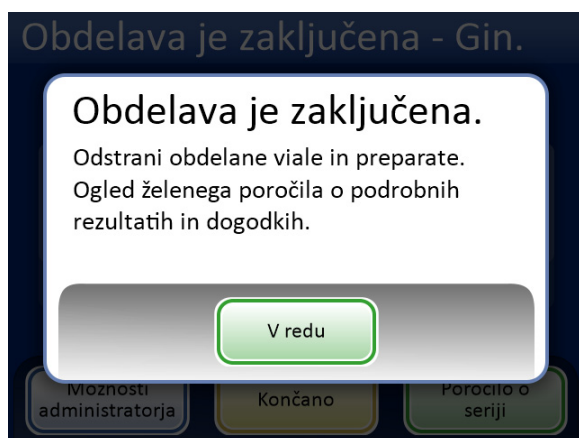 Obdelava je zaključena - Gin.
Obdelava je zaključena.
Odstrani obdelane viale in preparate.
Ogled želenega poročila o podrobnih
rezultatih in dogodkih.
V redu
Možnosti
administratorja
Končano
Poročilo o
seriji